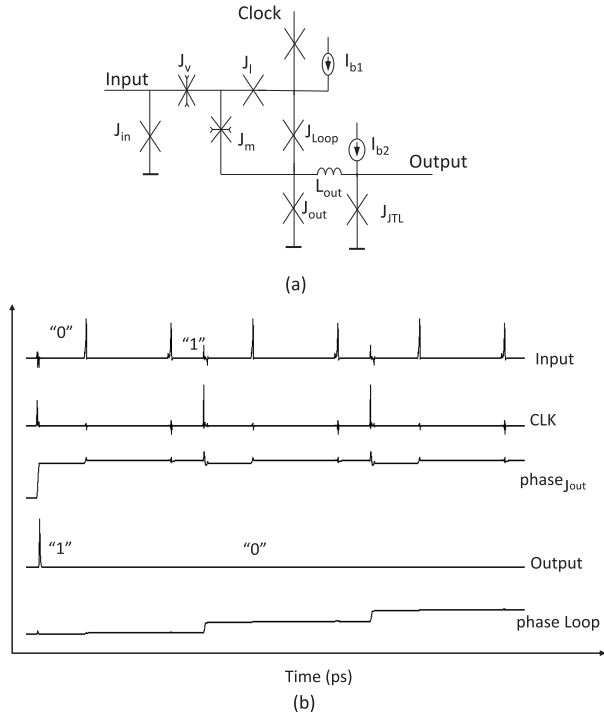 Clock
J_v
J_l
I_b1
Input
J_in
J_m
J_Loop
I_b2
Output
L_out
J_out
J_JTL
(a)
"0"
"1"
Input
CLK
phase_Jout
"1"
"0"
Output
phase Loop
Time (ps)
(b)